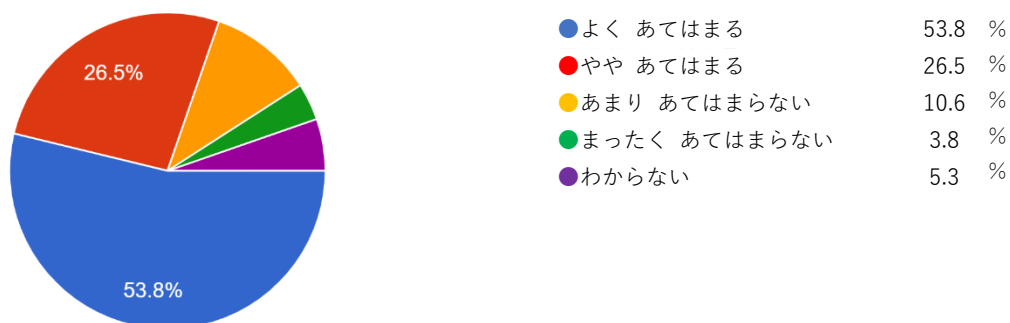 26.5%
53.8%
よく あてはまる 53.8 %
やや あてはまる 26.5 %
あまり あてはまらない 10.6 %
まったく あてはまらない 3.8 %
わからない 5.3 %